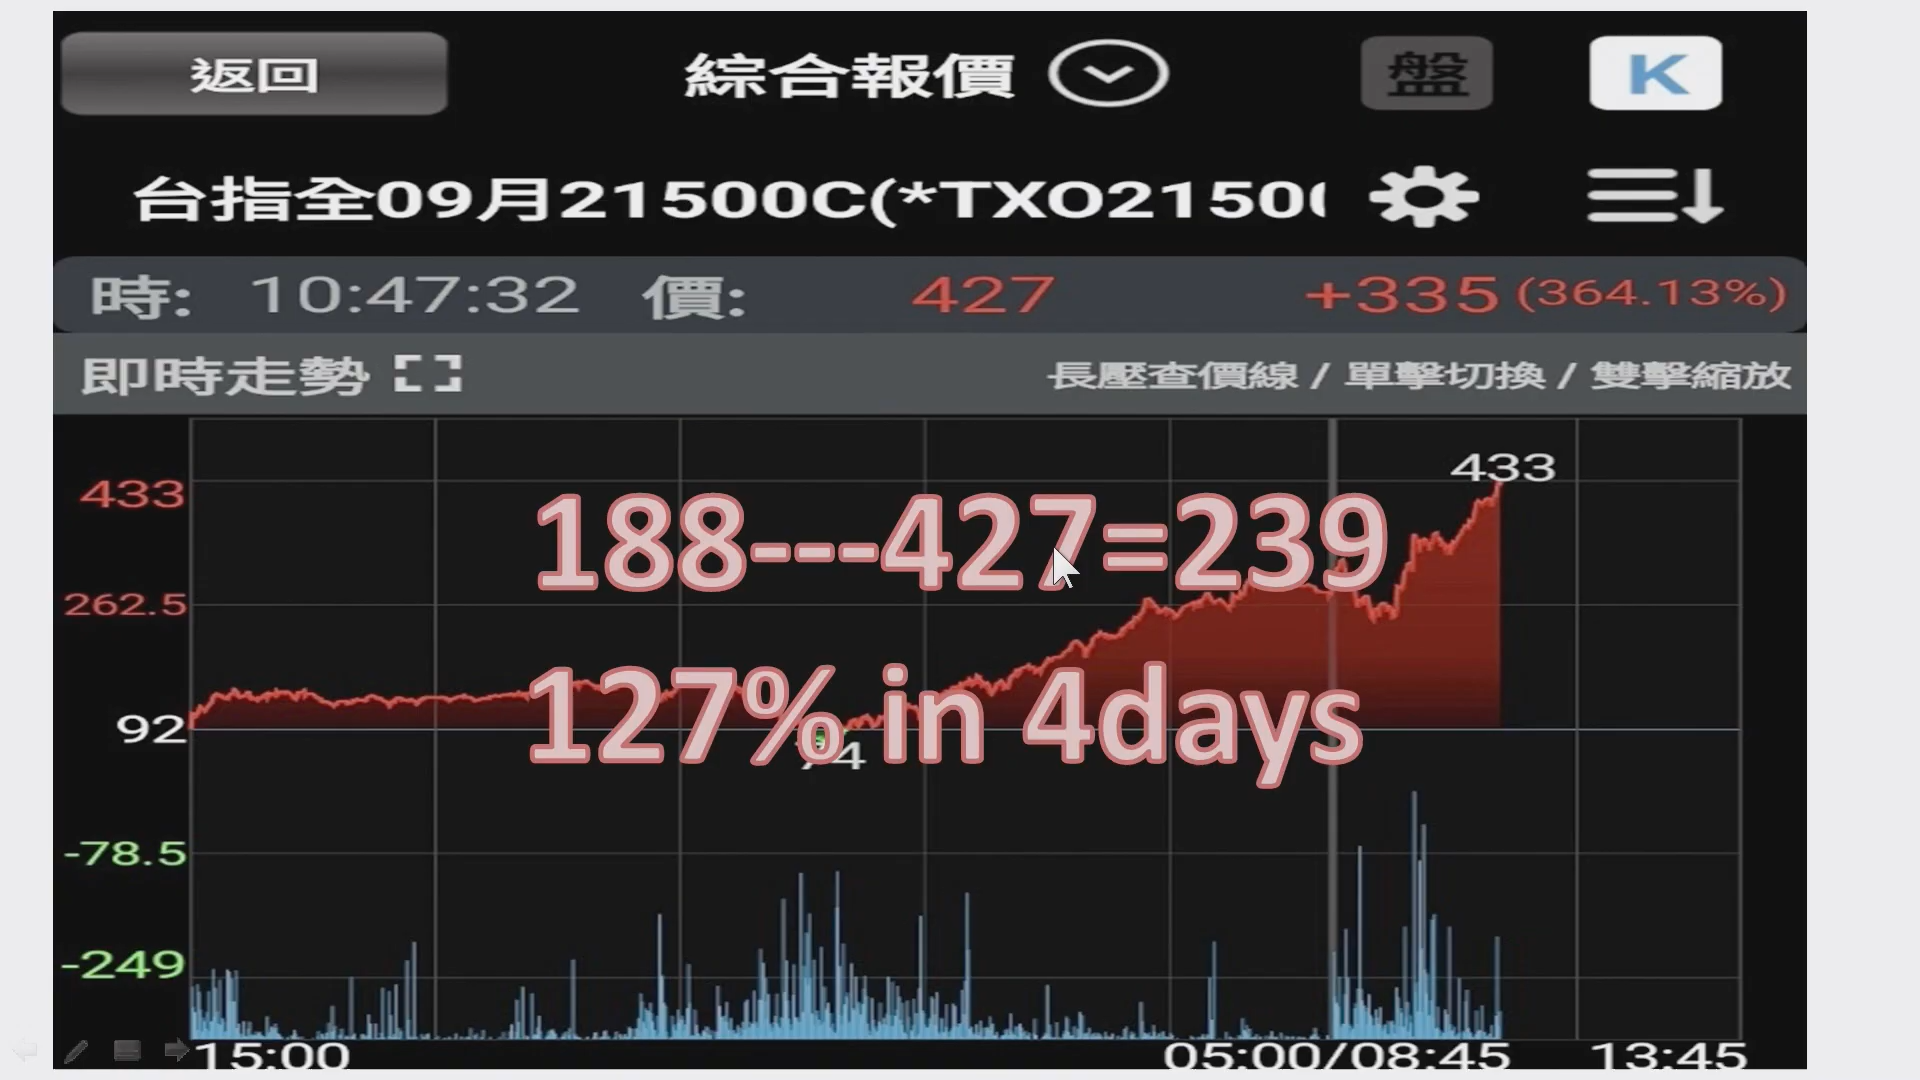 返回 綜合報價 盤 K
台指全09月21500C(*TXO2150
時: 10:47:32 價: 427 +335 (364.13%)
即時走勢 長壓查價線 / 單擊切換 / 雙擊縮放
433
433
188---427=239
262.5
127% in 4days
92
74
-78.5
-249
15:00 05:00/08:45 13:45